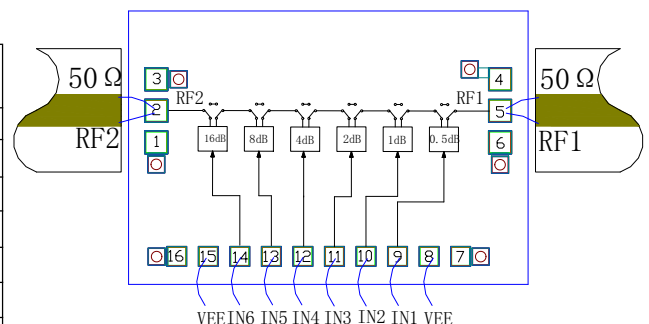 3
4
50 Ω
50 Ω
2
RF2
RF1
5
RF2
RF1
1
16dB
8dB
4dB
2dB
1dB
0.5dB
6
16
15
14
13
12
11
10
9
8
7
VEE IN6 IN5 IN4 IN3 IN2 IN1 VEE